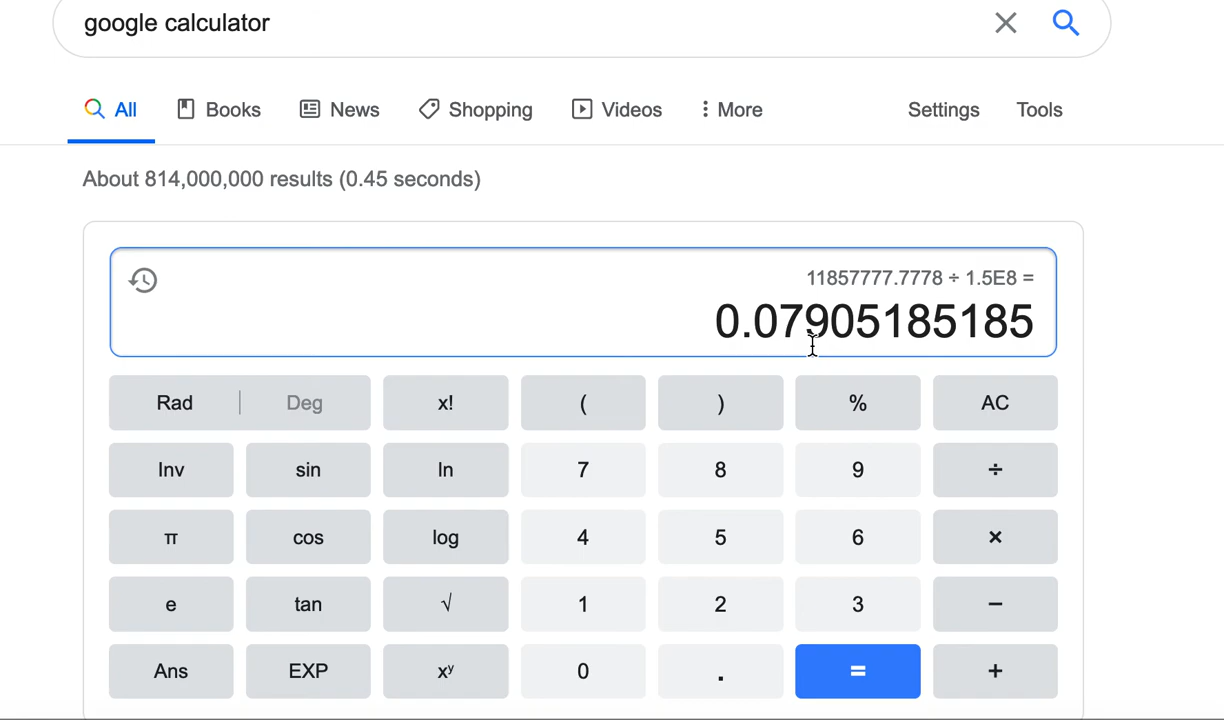 google calculator
All Books News Shopping Videos More Settings Tools
About 814,000,000 results (0.45 seconds)
11857777.7778 ÷ 1.5E8 =
0.07905185185
Rad Deg x! ( ) % AC
Inv sin ln 7 8 9 ÷
π cos log 4 5 6 ×
e tan √ 1 2 3 −
Ans EXP xʸ 0 . = +